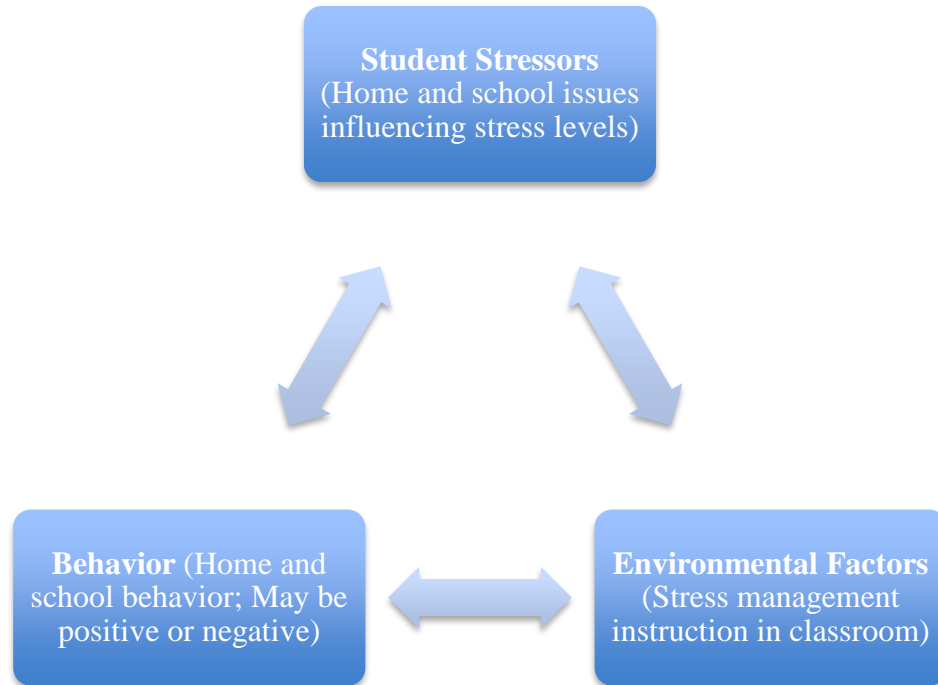 Student Stressors
(Home and school issues
influencing stress levels)
Behavior (Home and
school behavior; May be
positive or negative)
Environmental Factors
(Stress management
instruction in classroom)